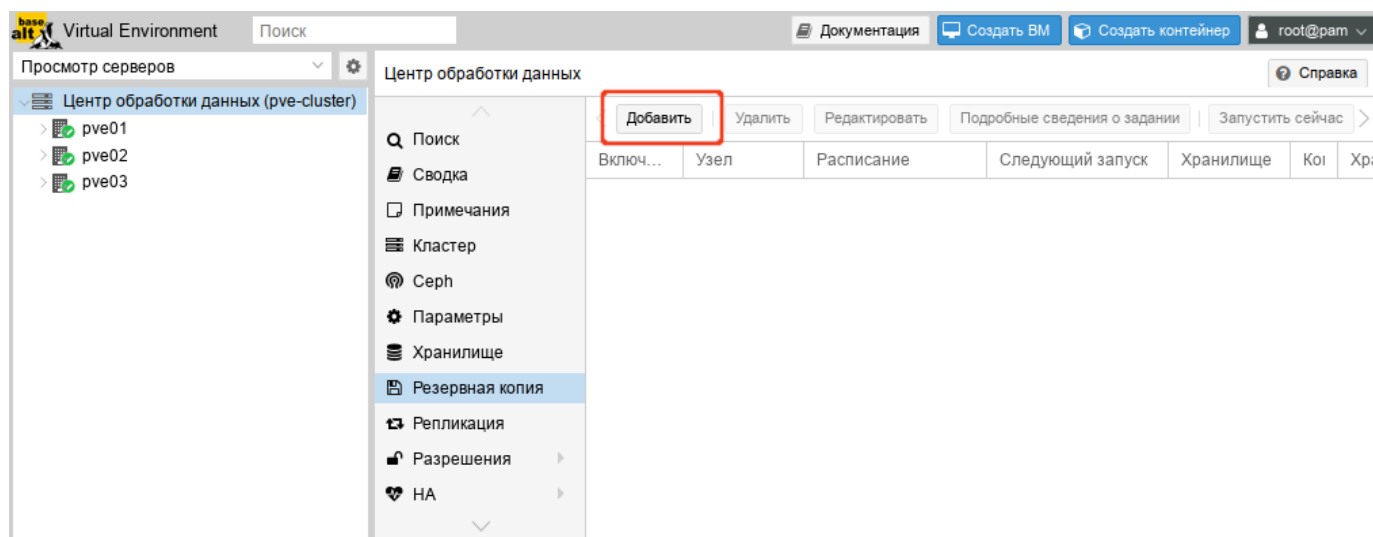 base alt Virtual Environment Поиск Документация Создать ВМ Создать контейнер root@pam
Просмотр серверов
Центр обработки данных (pve-cluster)
pve01
pve02
pve03
Центр обработки данных Справка
Поиск
Сводка
Примечания
Кластер
Ceph
Параметры
Хранилище
Резервная копия
Репликация
Разрешения
HA
Добавить Удалить Редактировать Подробные сведения о задании Запустить сейчас
Включ... Узел Расписание Следующий запуск Хранилище Ког Хра